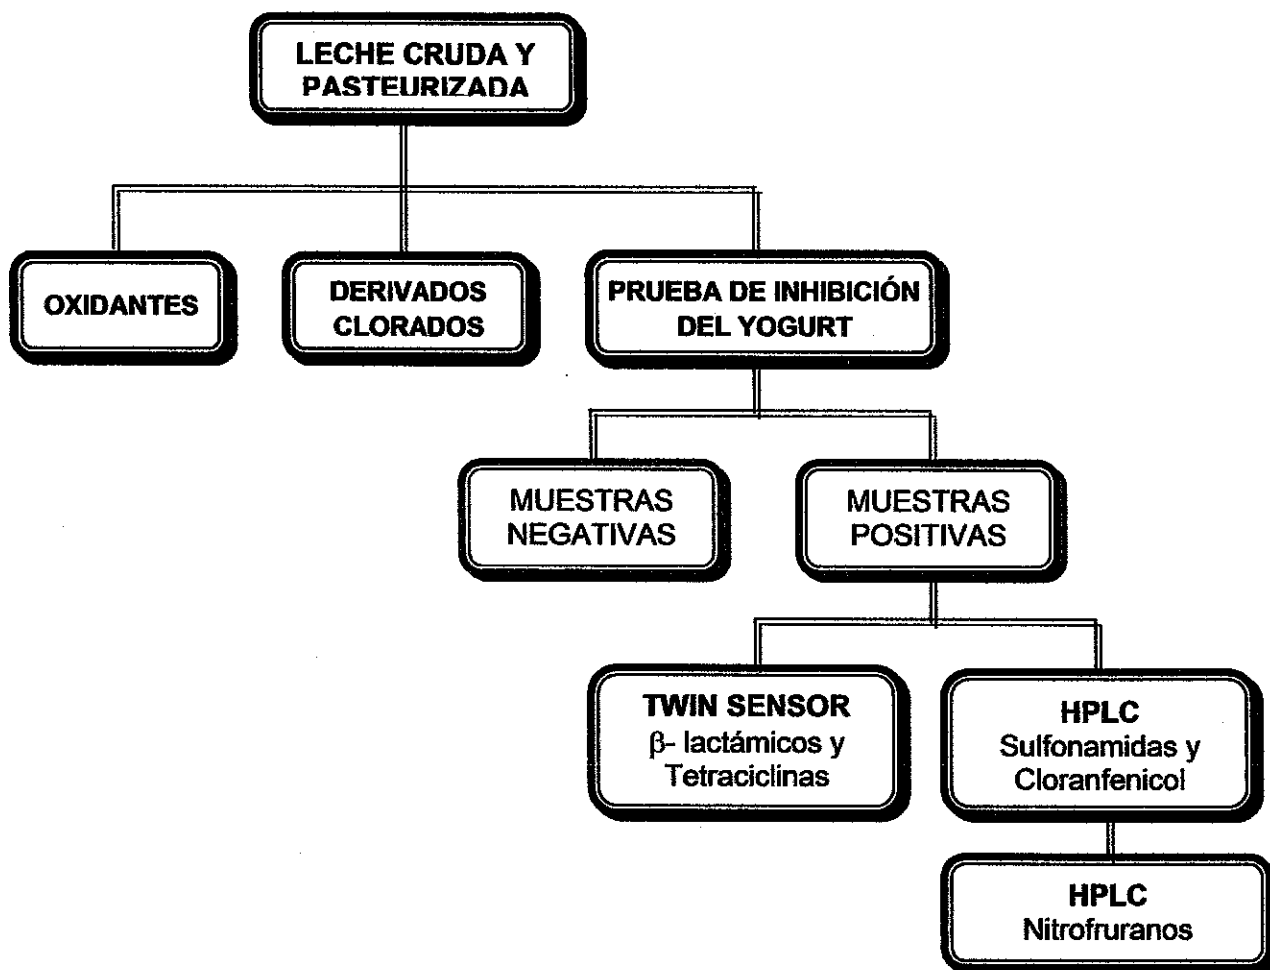 LECHE CRUDA Y
PASTEURIZADA
OXIDANTES
DERIVADOS
CLORADOS
PRUEBA DE INHIBICIÓN
DEL YOGURT
MUESTRAS
NEGATIVAS
MUESTRAS
POSITIVAS
TWIN SENSOR
β- lactámicos y
Tetraciclinas
HPLC
Sulfonamidas y
Cloranfenicol
HPLC
Nitrofruranos